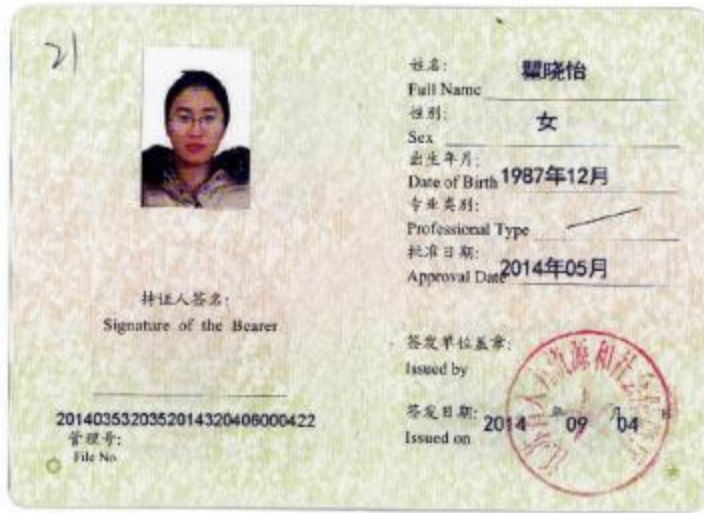 21
持证人签名:
Signature of the Bearer
2014035320352014320406000422
管理号:
File No.
姓名: 瞿晓怡
Full Name
性别: 女
Sex
出生年月: 1987年12月
Date of Birth
专业类别:
Professional Type
批准日期: 2014年05月
Approval Date
签发单位盖章:
Issued by
签发日期: 2014 年 09 月 04 日
Issued on